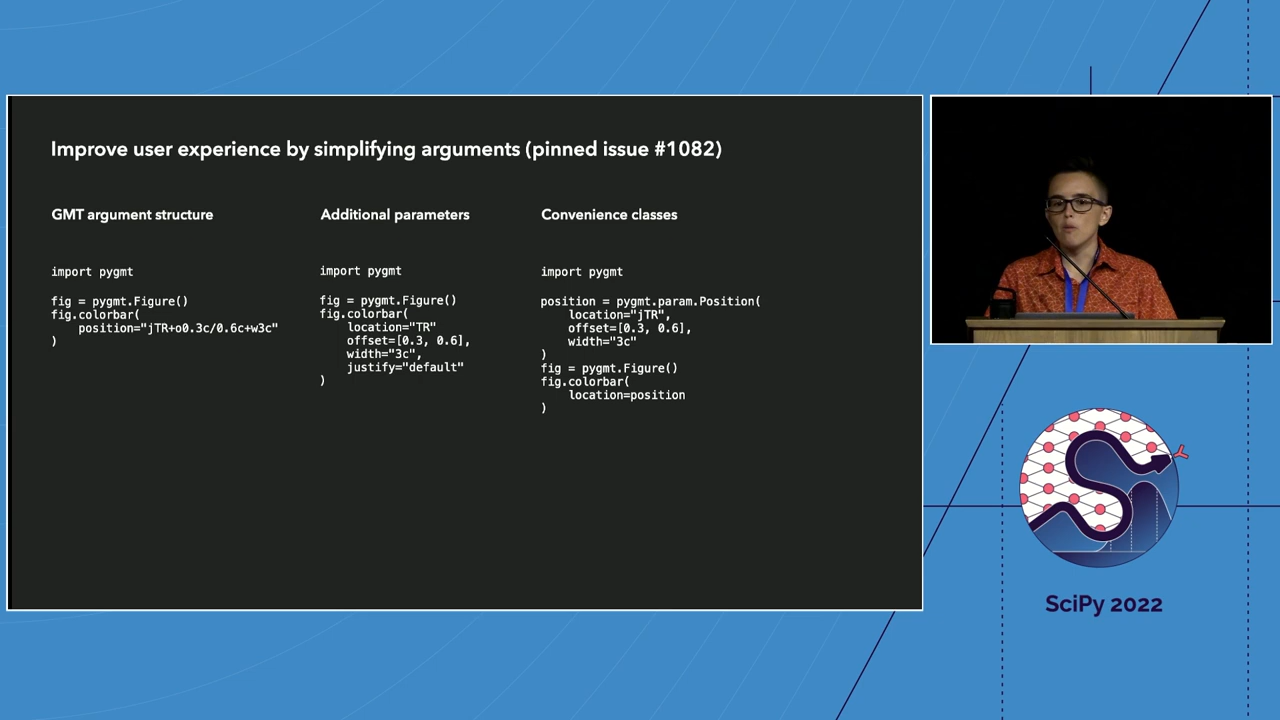 Improve user experience by simplifying arguments (pinned issue #1082)
GMT argument structure
import pygmt
fig = pygmt.Figure()
fig.colorbar(
position="jTR+o0.3c/0.6c+w3c"
)
Additional parameters
import pygmt
fig = pygmt.Figure()
fig.colorbar(
location="TR"
offset=[0.3, 0.6],
width="3c",
justify="default"
)
Convenience classes
import pygmt
position = pygmt.param.Position(
location="jTR",
offset=[0.3, 0.6],
width="3c"
)
fig = pygmt.Figure()
fig.colorbar(
location=position
)
SciPy 2022